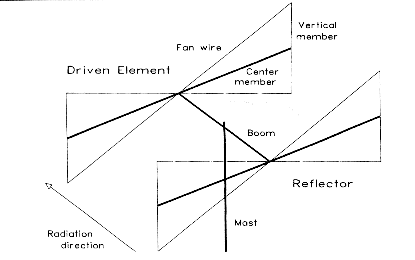 Vertical
member
Fan wire
Driven Element
Center
member
Boom
Reflector
Mast
Radiation
direction